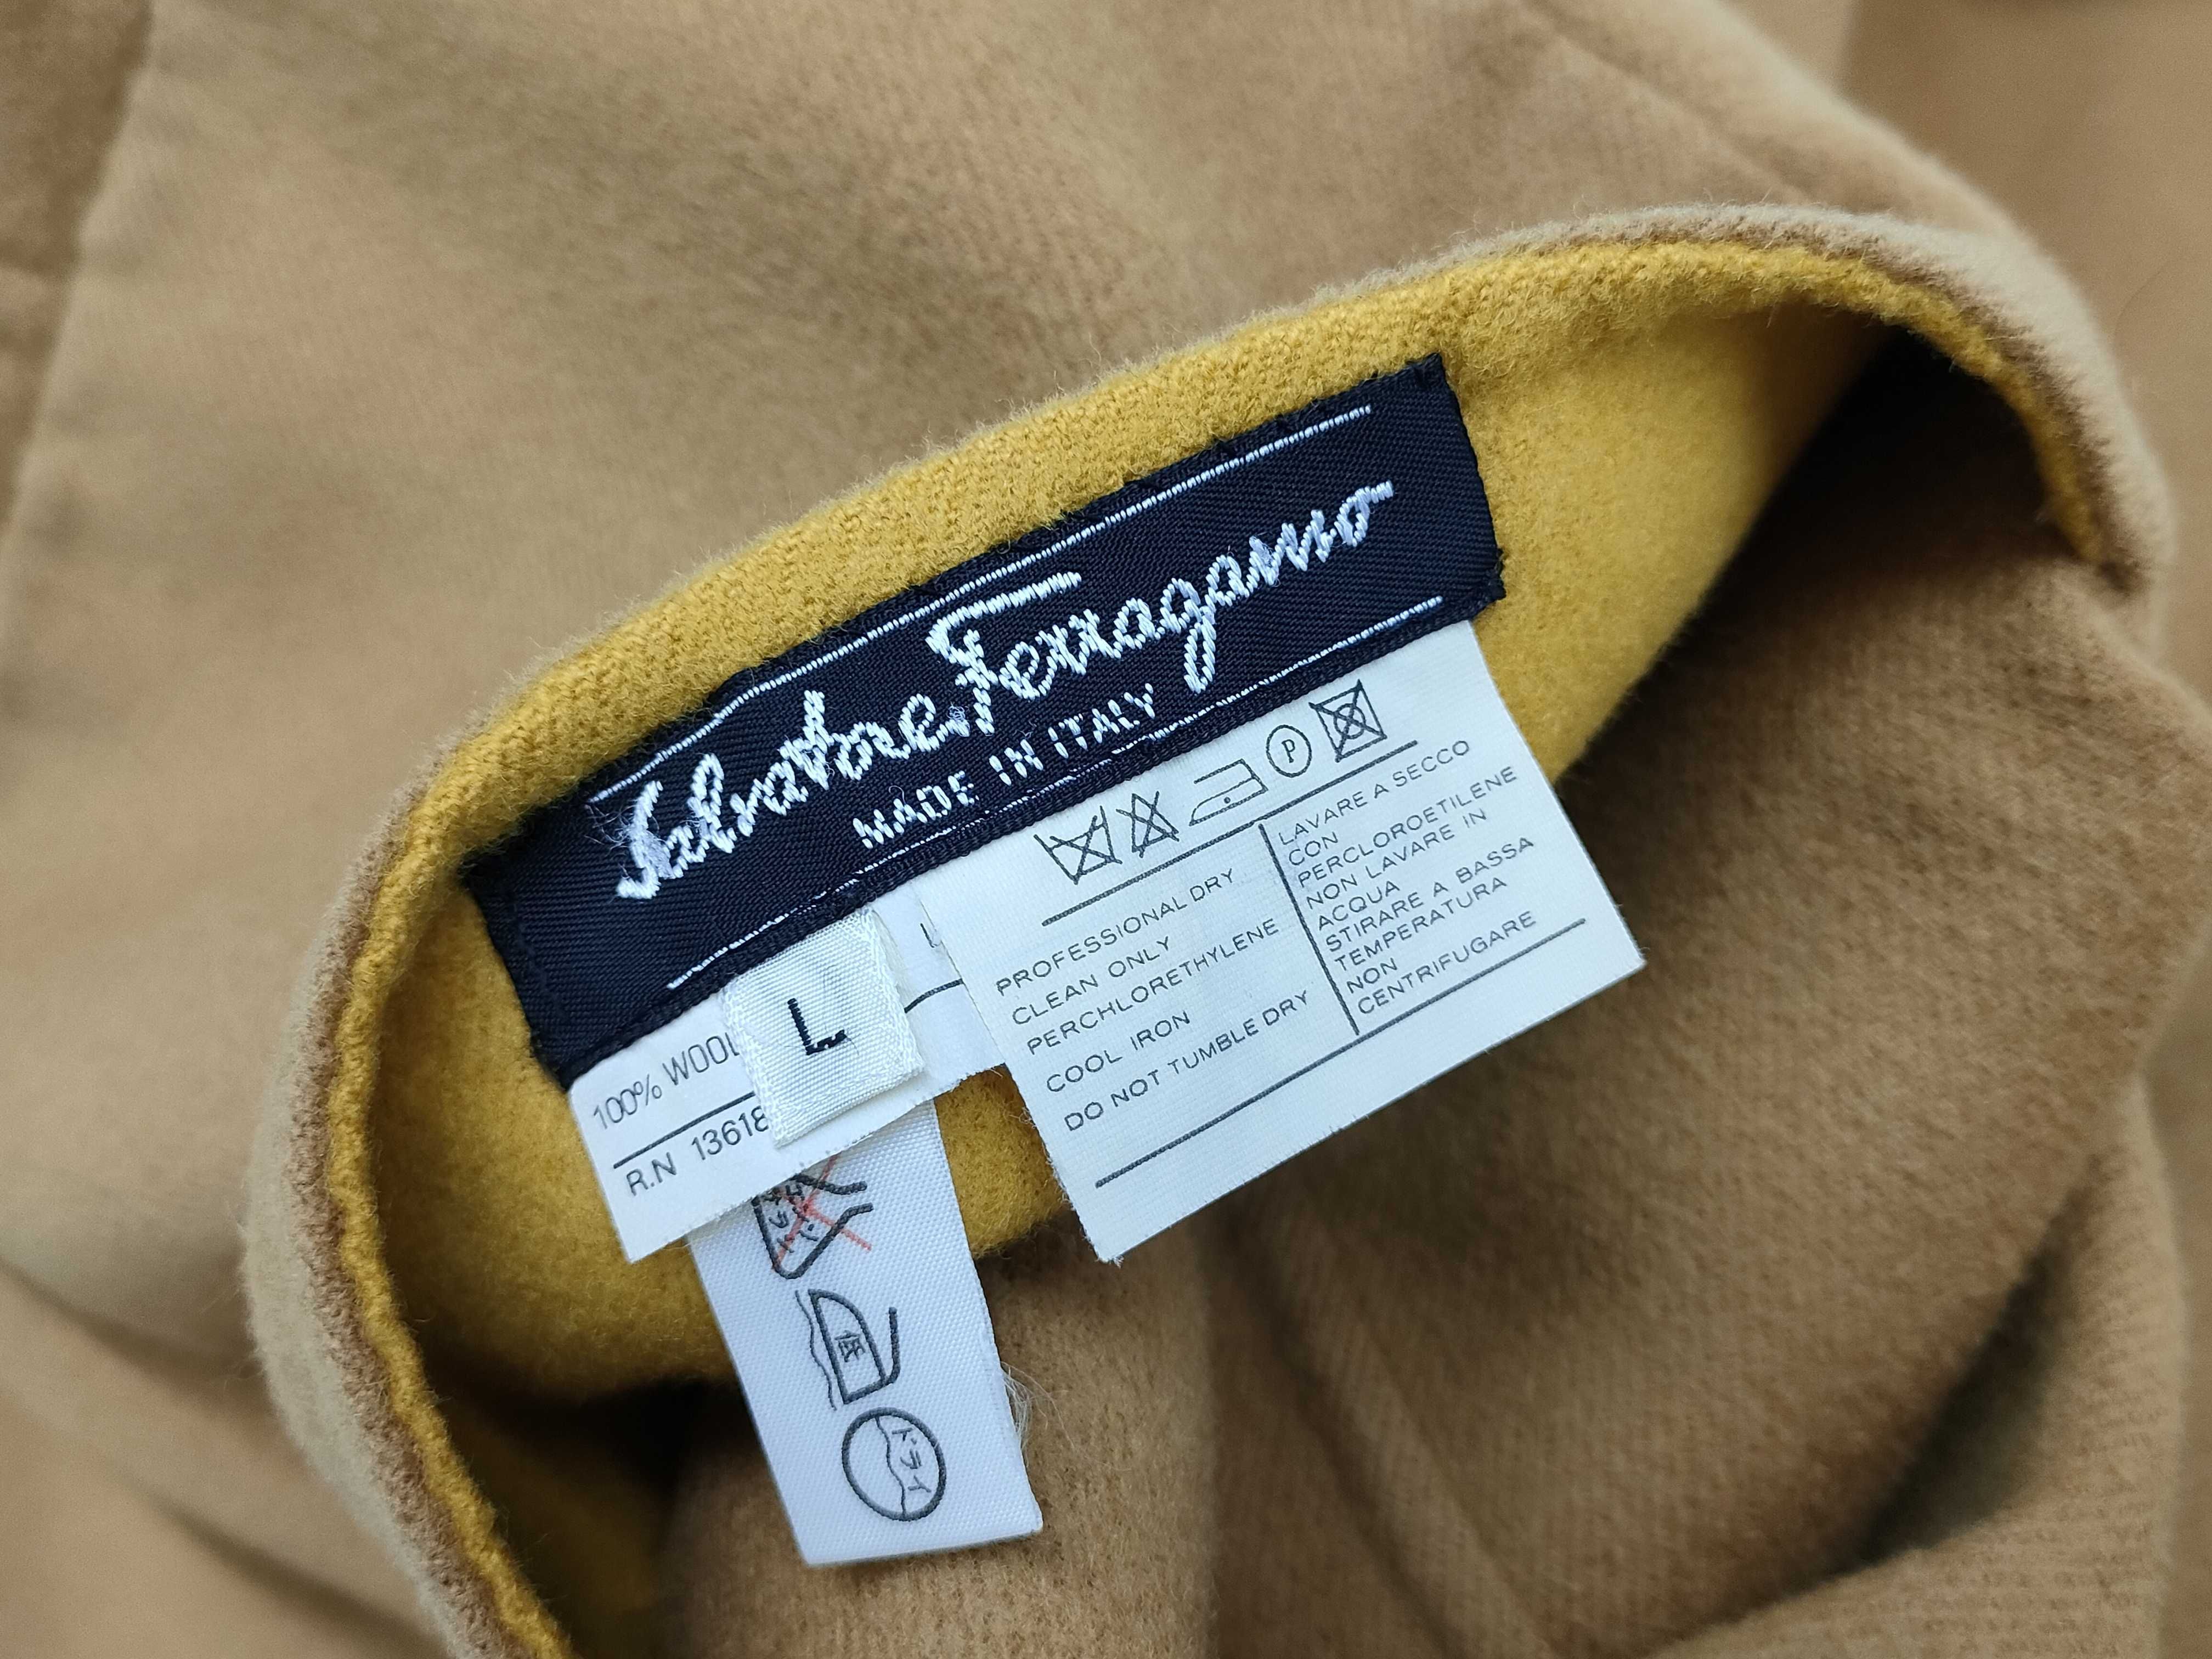 Salvatore Ferragamo
MADE IN ITALY
L
100% WOOL
R.N 13618
P
PROFESSIONAL DRY
CLEAN ONLY
PERCHLORETHYLENE
COOL IRON
DO NOT TUMBLE DRY
LAVARE A SECCO
CON
PERCLOROETILENE
NON LAVARE IN
ACQUA
STIRARE A BASSA
TEMPERATURA
NON
CENTRIFUGARE
低
ドライ